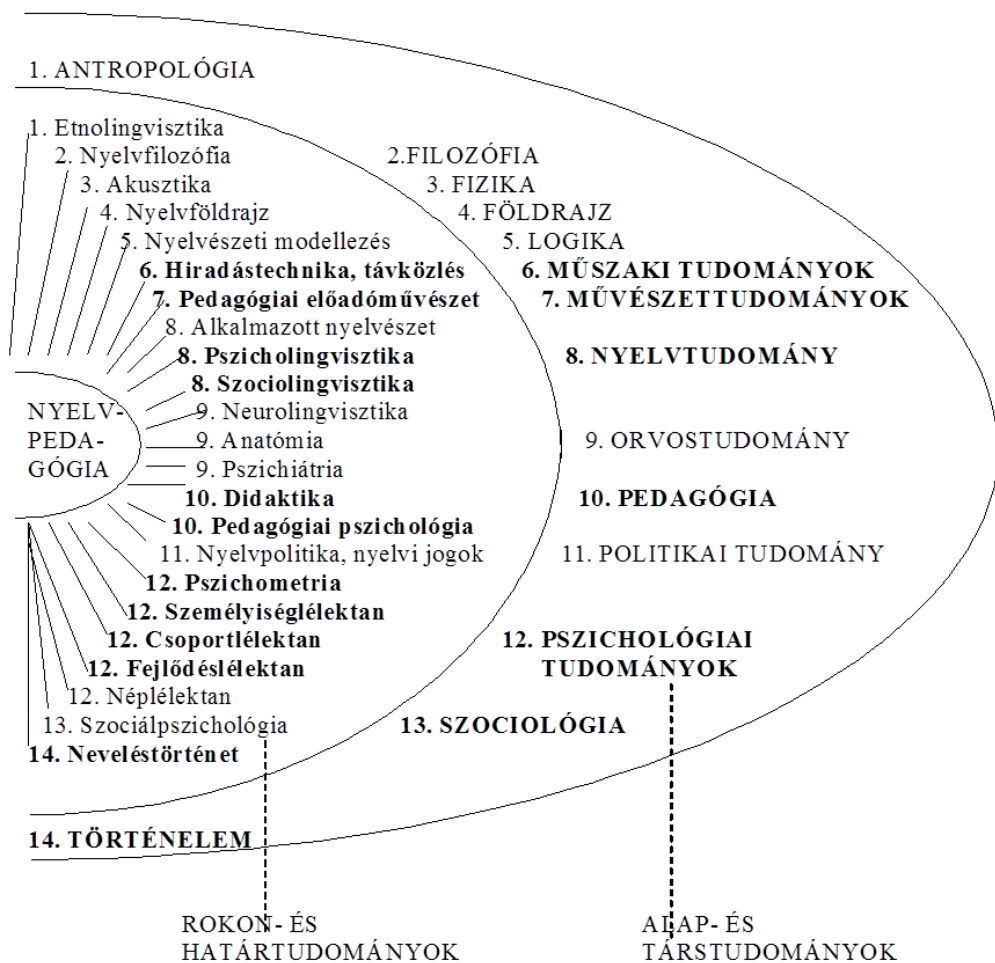 1. ANTROPOLÓGIA
1. Etnolingvisztika
2. Nyelvfilozófia
2.FILOZÓFIA
3. Akusztika
3. FIZIKA
4. Nyelvföldrajz
4. FÖLDRAJZ
5. Nyelvészeti modellezés
5. LOGIKA
6. Hiradástechnika, távközlés
6. MŰSZAKI TUDOMÁNYOK
7. Pedagógiai előadóművészet
7. MŰVÉSZETTUDOMÁNYOK
8. Alkalmazott nyelvészet
8. Pszicholingvisztika
8. NYELVTUDOMÁNY
8. Szociolingvisztika
NYELV-
PEDA-
GÓGIA
9. Neurolingvisztika
9. Anatómia
9. ORVOSTUDOMÁNY
9. Pszichiátria
10. Didaktika
10. PEDAGÓGIA
10. Pedagógiai pszichológia
11. Nyelvpolitika, nyelvi jogok
11. POLITIKAI TUDOMÁNY
12. Pszichometria
12. Személyiséglélektan
12. Csoportlélektan
12. PSZICHOLÓGIAI
TUDOMÁNYOK
12. Fejlődéslélektan
12. Néplélektan
13. Szociálpszichológia
13. SZOCIOLÓGIA
14. Neveléstörténet
14. TÖRTÉNELEM
ROKON- ÉS
HATÁRTUDOMÁNYOK
ALAP- ÉS
TÁRSTUDOMÁNYOK